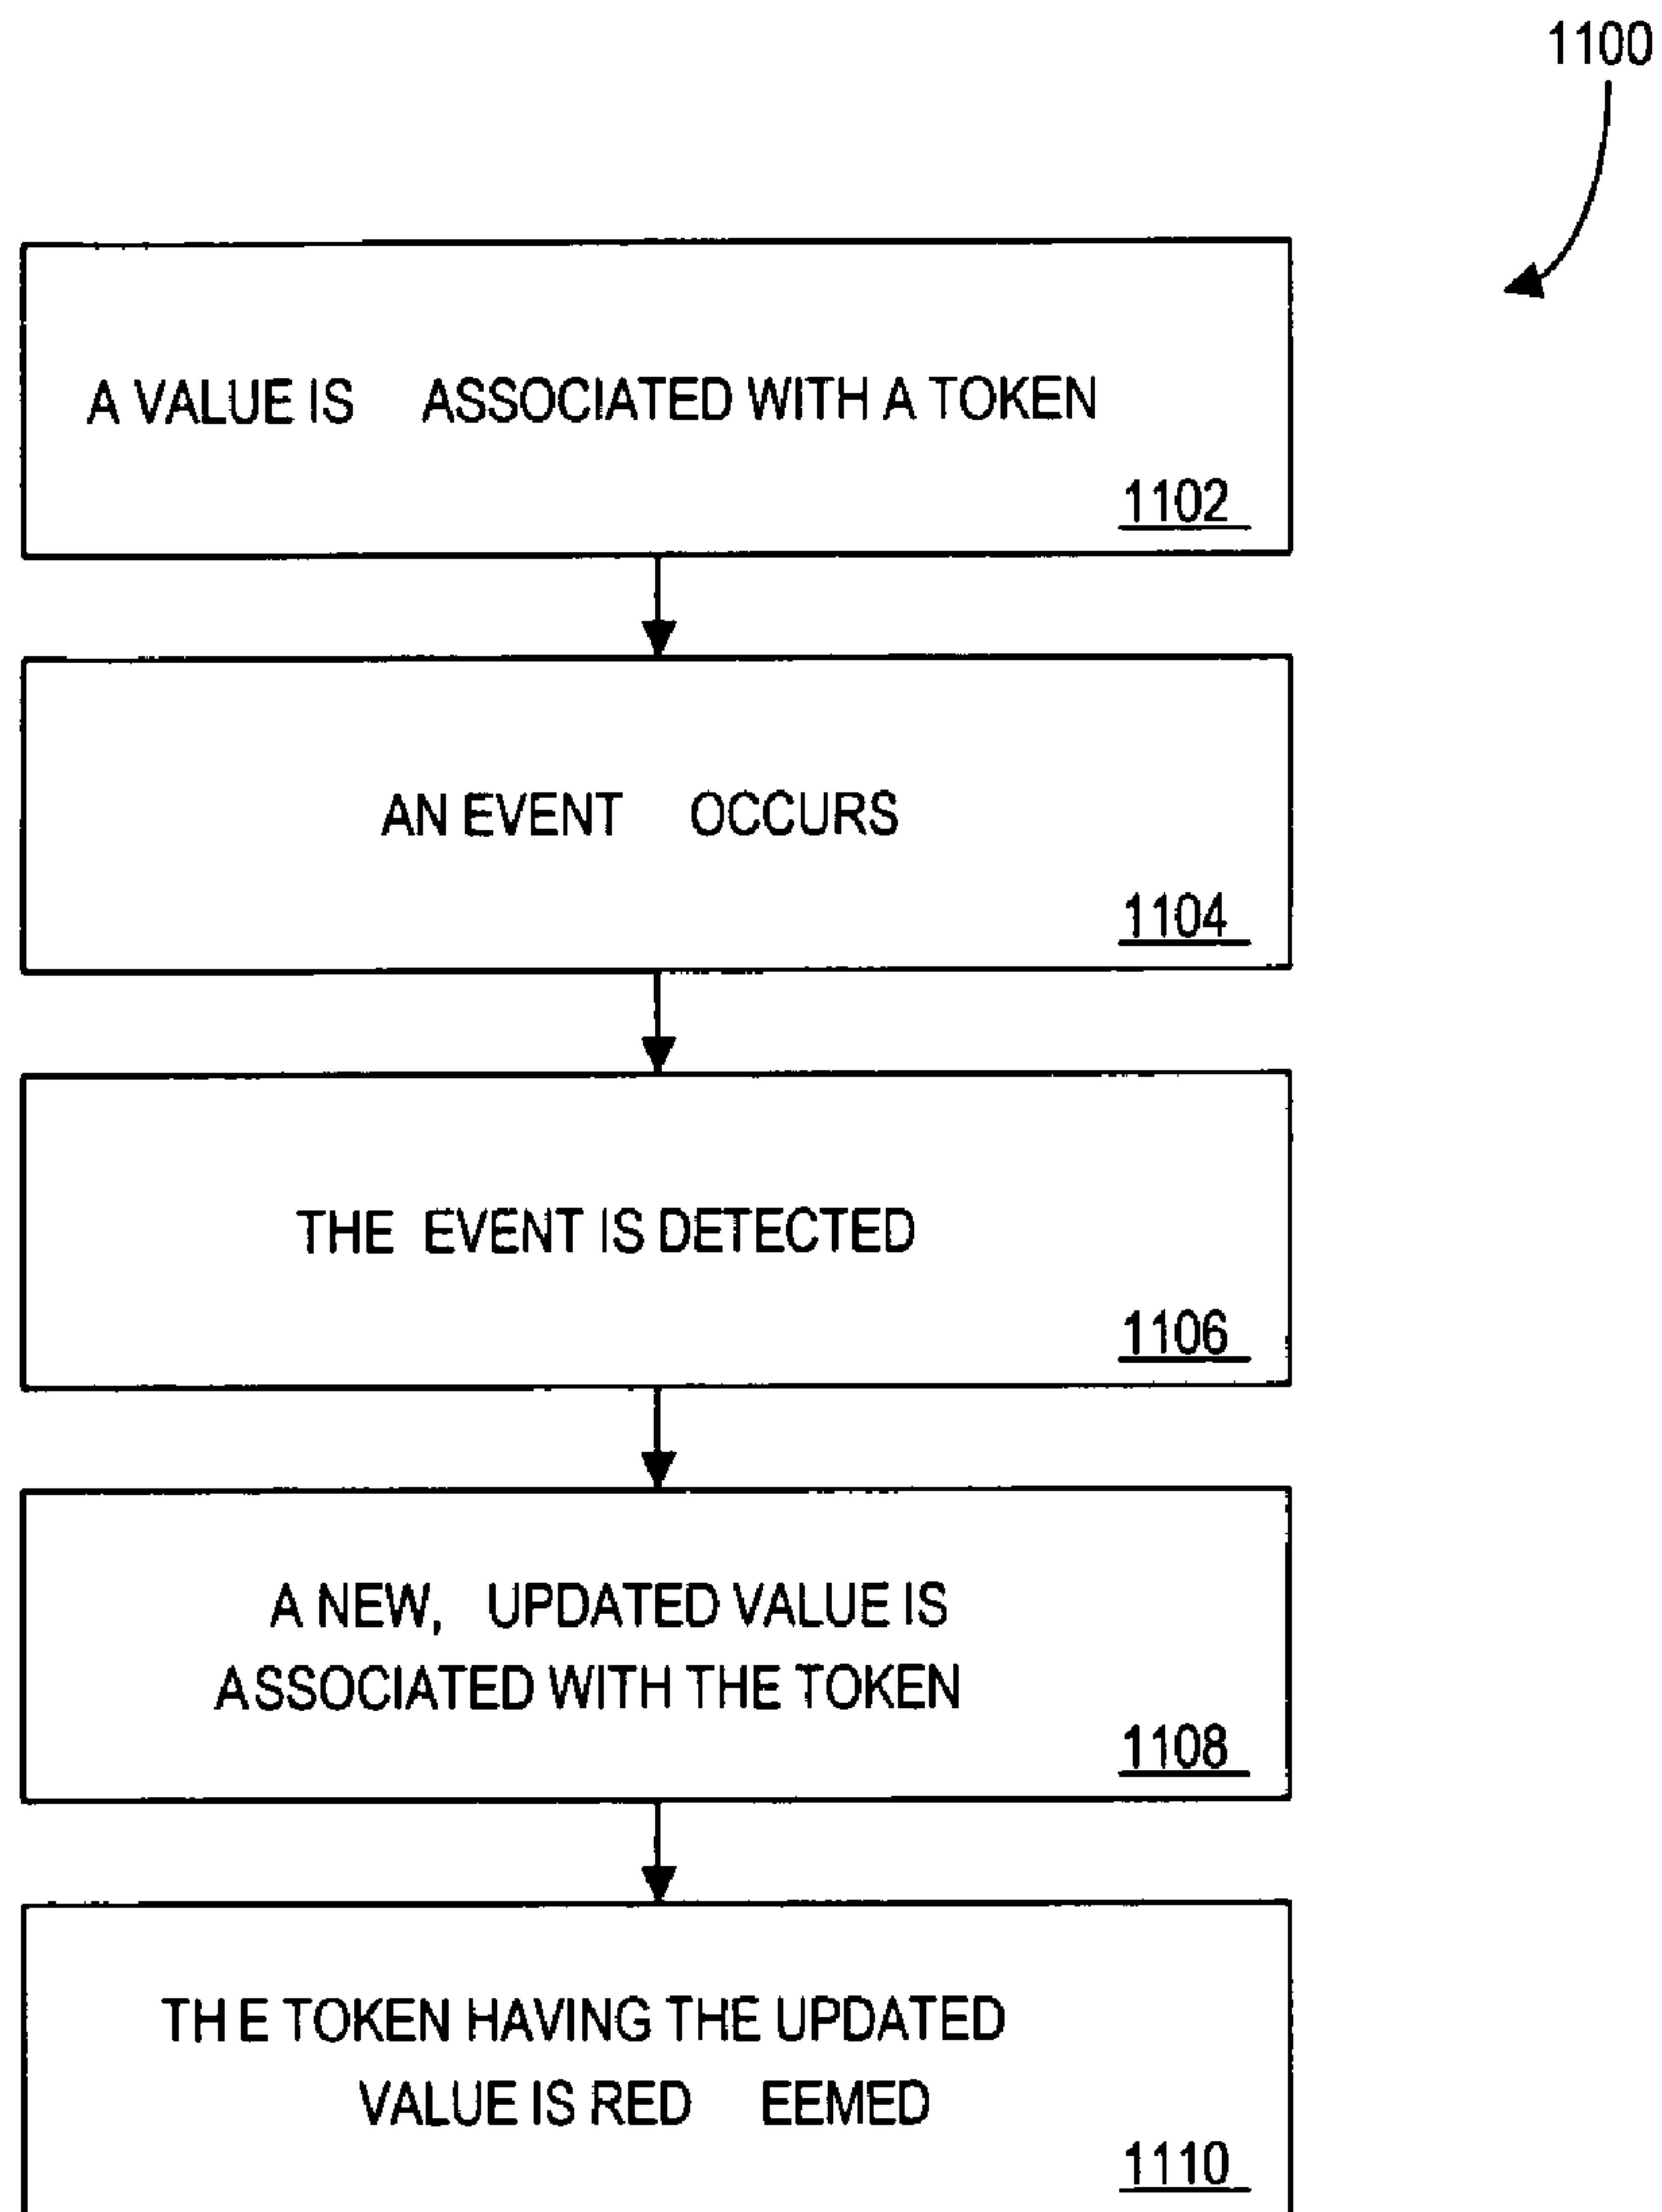 1100
A VALUE IS ASSOCIATED WITH A TOKEN
1102
AN EVENT OCCURS
1104
THE EVENT IS DETECTED
1106
A NEW, UPDATED VALUE IS
ASSOCIATED WITH THE TOKEN
1108
THE TOKEN HAVING THE UPDATED
VALUE IS RED EEMED
1110